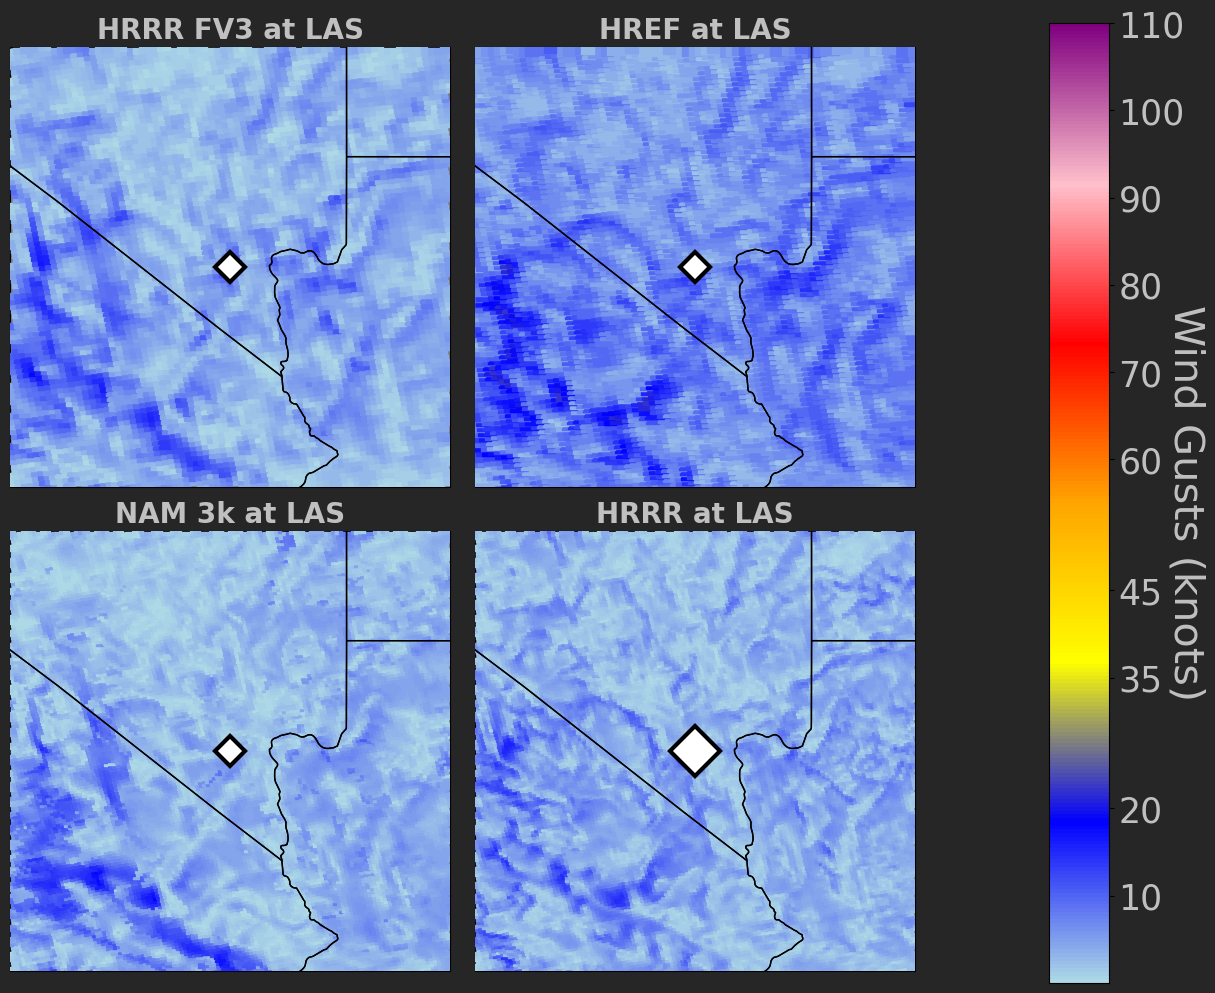 HRRR FV3 at LAS
HREF at LAS
NAM 3k at LAS
HRRR at LAS
110
100
90
80
70
60
45
35
20
10
Wind Gusts (knots)